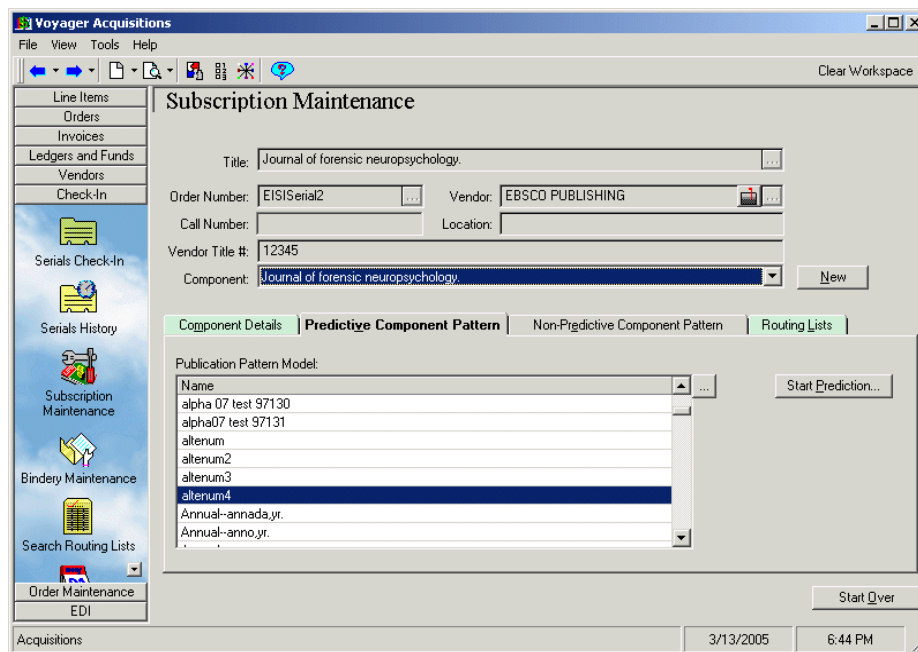 Voyager Acquisitions
File View Tools Help
Clear Workspace
Line Items
Orders
Invoices
Ledgers and Funds
Vendors
Check-In
Serials Check-In
Serials History
Subscription
Maintenance
Bindery Maintenance
Search Routing Lists
Order Maintenance
EDI
Subscription Maintenance
Title: Journal of forensic neuropsychology. ...
Order Number: EISISerial2 ... Vendor: EBSCO PUBLISHING ...
Call Number: Location:
Vendor Title #: 12345
Component: Journal of forensic neuropsychology. New
Component Details Predictive Component Pattern Non-Predictive Component Pattern Routing Lists
Publication Pattern Model:
Name ... Start Prediction...
alpha 07 test 97130
alpha07 test 97131
altenum
altenum2
altenum3
altenum4
Annual--annada,yr.
Annual--anno,yr.
Start Over
Acquisitions 3/13/2005 6:44 PM